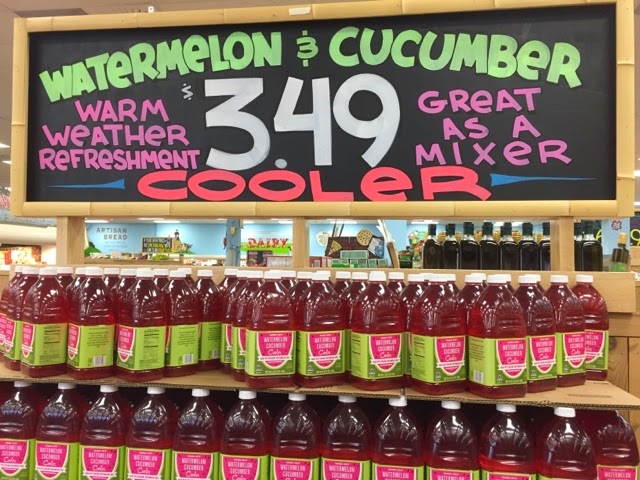 WATERMELON & CUCUMBER
WARM
WEATHER
REFRESHMENT
$3.49
GREAT
AS A
MIXER
COOLER
ARTISAN
BREAD
DAIRY
WATERMELON
CUCUMBER
Cooler